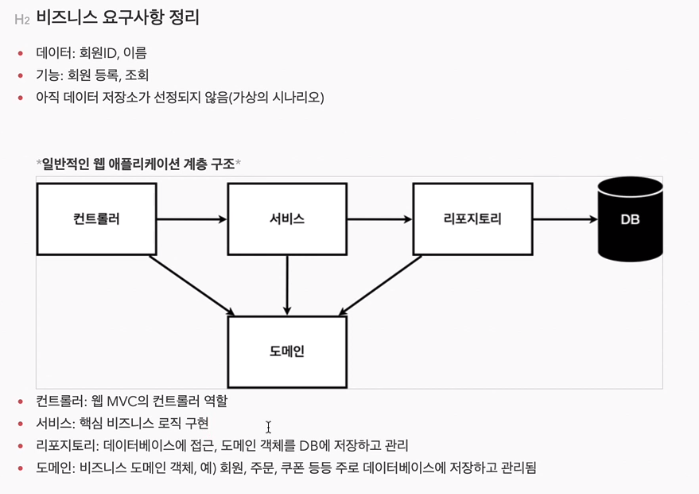 H2 비즈니스 요구사항 정리
• 데이터: 회원ID, 이름
• 기능: 회원 등록, 조회
• 아직 데이터 저장소가 선정되지 않음(가상의 시나리오)
*일반적인 웹 애플리케이션 계층 구조*
컨트롤러 서비스 리포지토리 DB
도메인
• 컨트롤러: 웹 MVC의 컨트롤러 역할
• 서비스: 핵심 비즈니스 로직 구현
• 리포지토리: 데이터베이스에 접근, 도메인 객체를 DB에 저장하고 관리
• 도메인: 비즈니스 도메인 객체, 예) 회원, 주문, 쿠폰 등등 주로 데이터베이스에 저장하고 관리됨